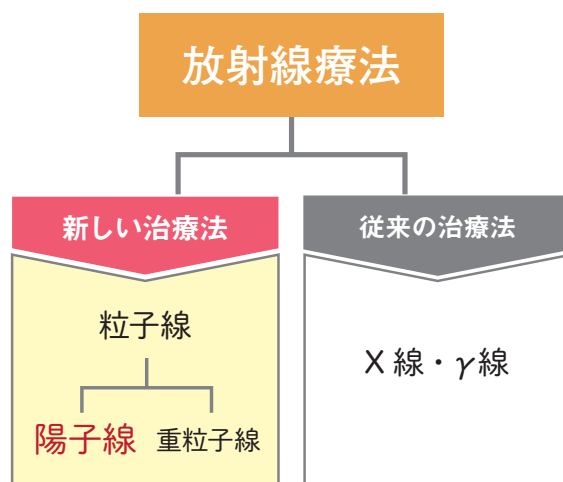 放射線療法
新しい治療法
粒子線
陽子線 重粒子線
従来の治療法
X線・γ線